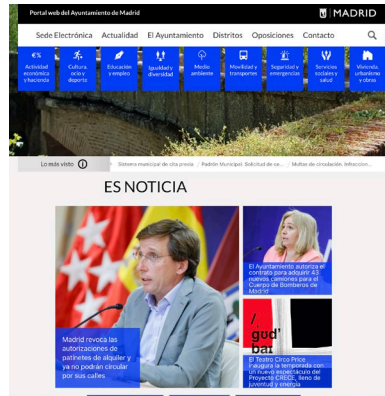 Portal web del Ayuntamiento de Madrid
MADRID
Sede Electrónica Actualidad El Ayuntamiento Distritos Oposiciones Contacto
€%
Actividad
económica
y hacienda
Cultura,
ocio y
deporte
Educación
y empleo
Igualdad y
diversidad
Medio
ambiente
Movilidad y
transportes
Seguridad y
emergencias
Servicios
sociales y
salud
Vivienda,
urbanismo
y obras
Lo más visto
Sistema municipal de cita previa / Padrón Municipal. Solicitud de ce... / Multas de circulación. Infraccion...
ES NOTICIA
Madrid revoca las
autorizaciones de
patinetes de alquiler y
ya no podrán circular
por sus calles
El Ayuntamiento autoriza el
contrato para adquirir 43
nuevos camiones para el
Cuerpo de Bomberos de
Madrid
/,
gud'
bai
El Teatro Circo Price
inaugura la temporada con
un nuevo espectáculo del
Proyecto CRECE, lleno de
juventud y energía